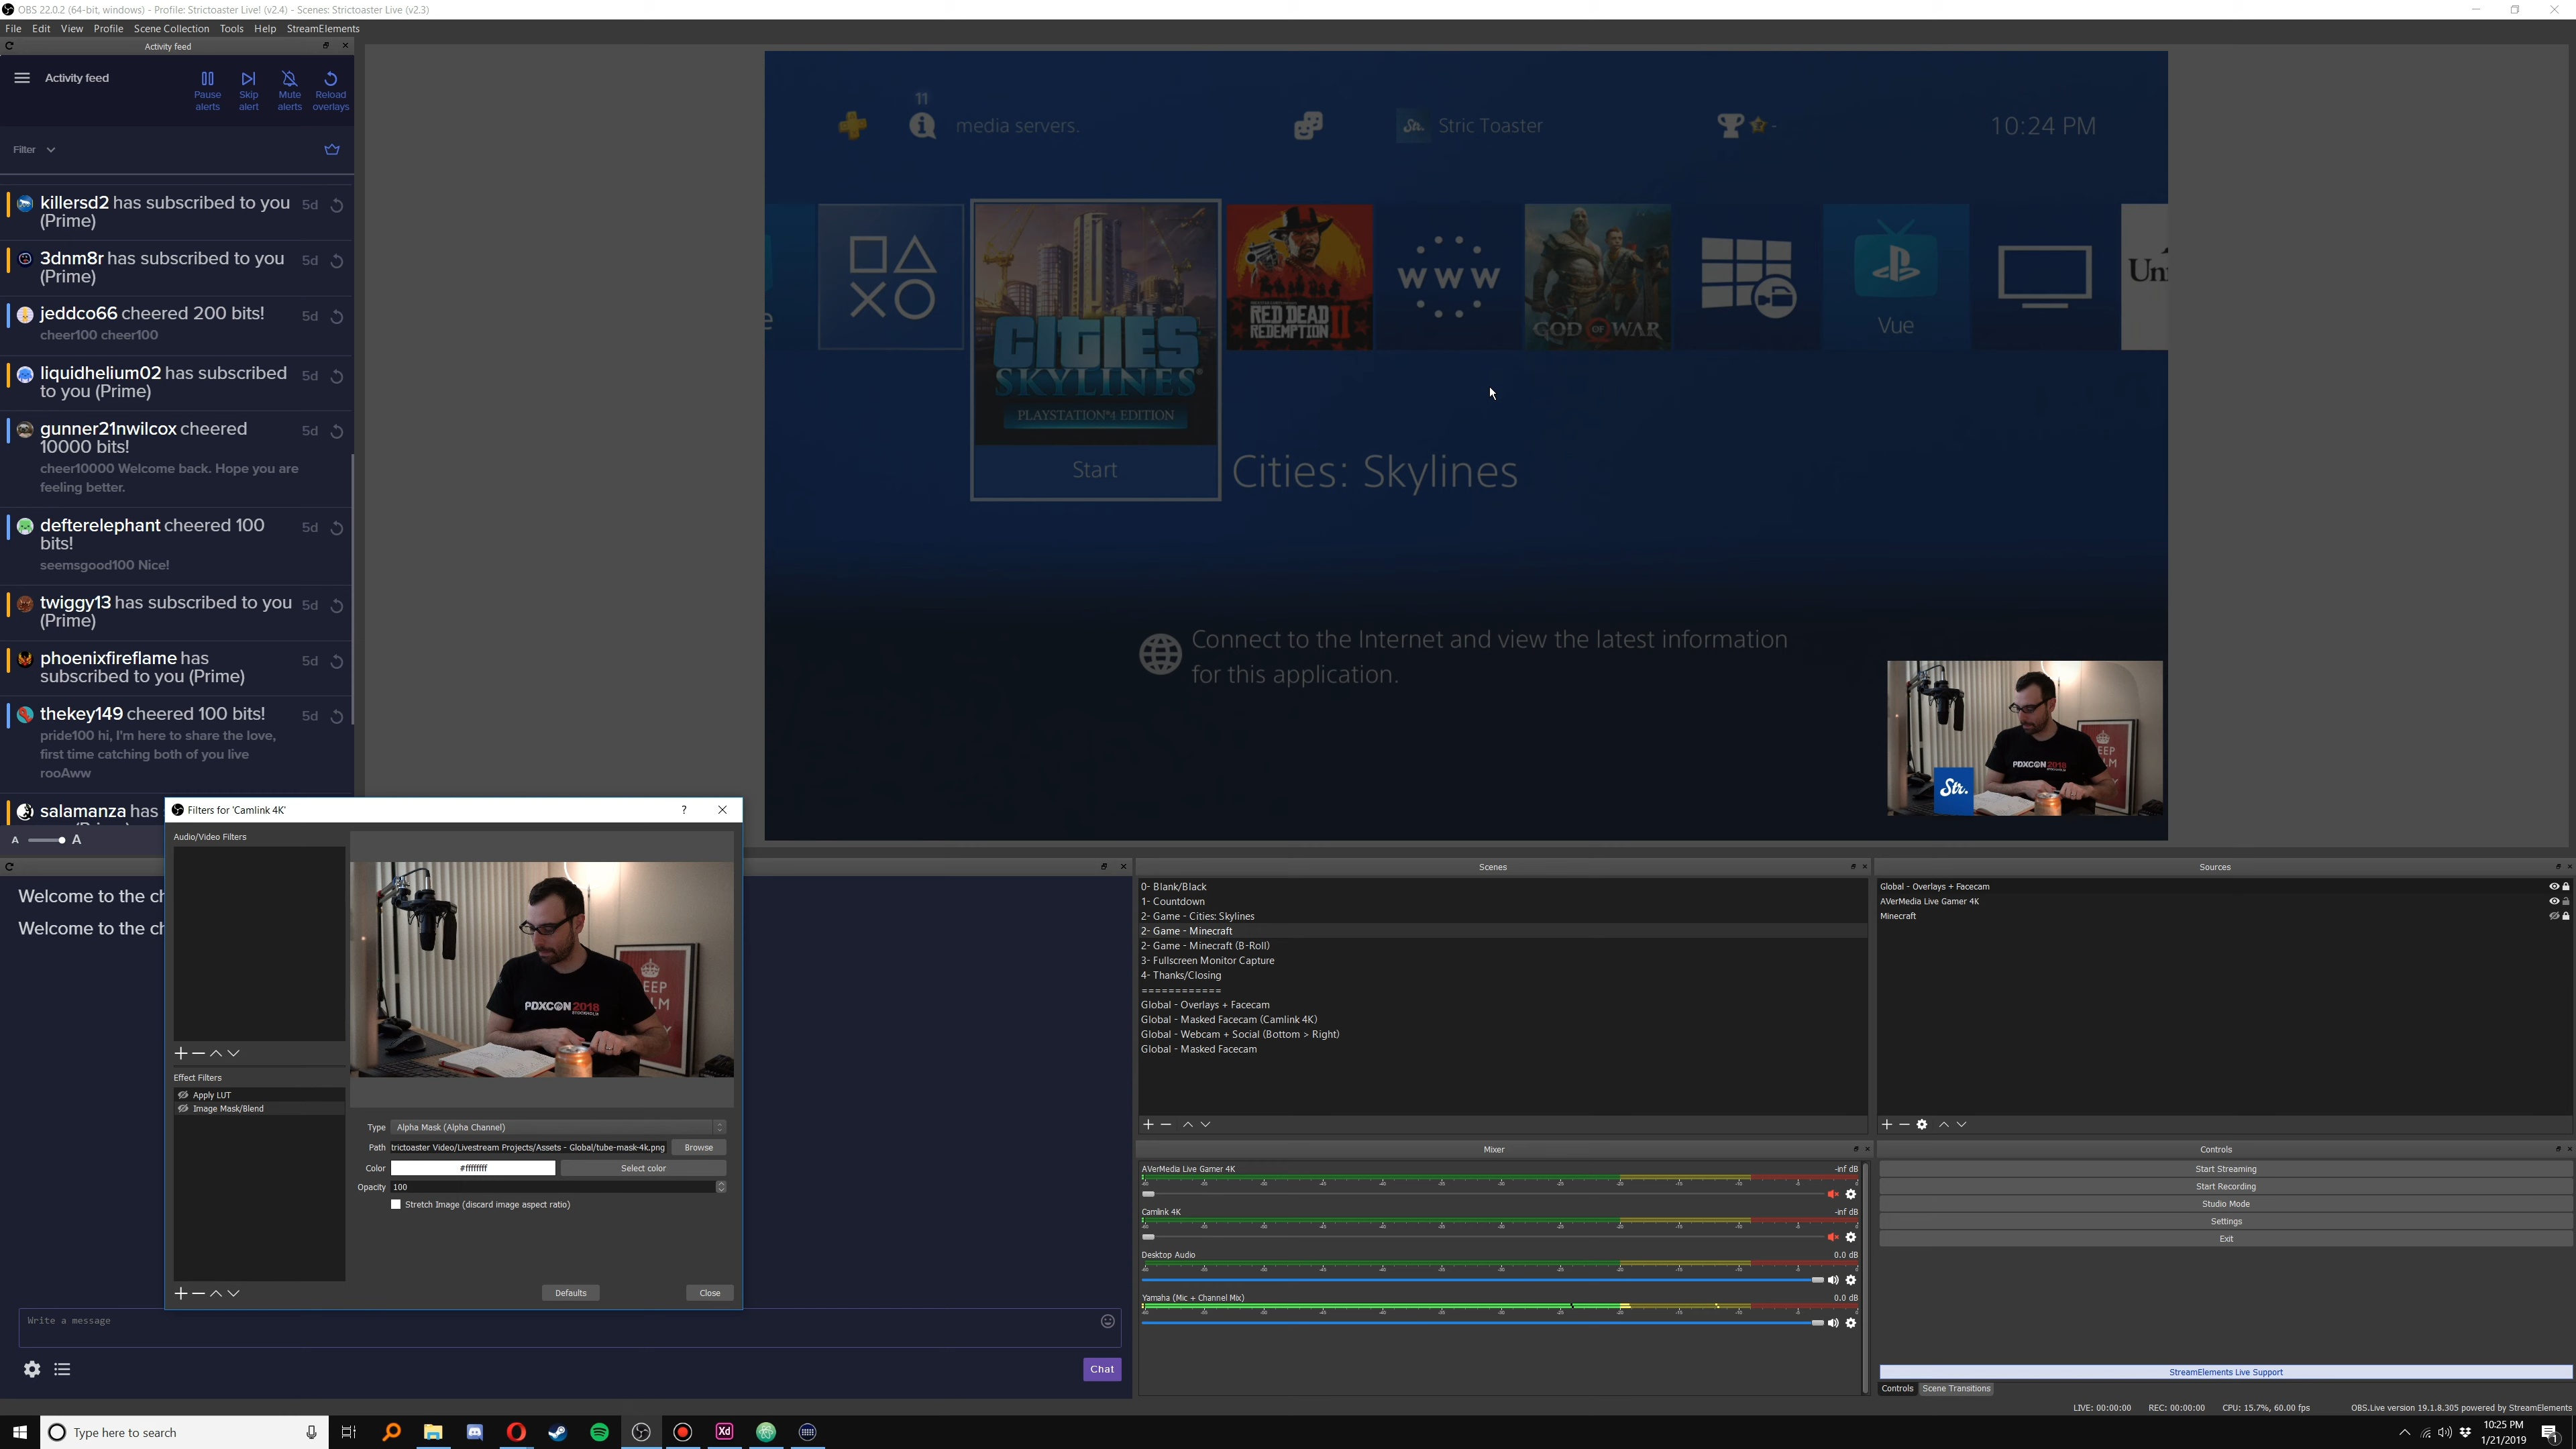 OBS 22.0.2 (64-bit, windows) - Profile: Strictoaster Live! (v2.4) - Scenes: Strictoaster Live (v2.3)
File Edit View Profile Scene Collection Tools Help StreamElements
Activity feed
Activity feed
Pause alerts
Skip alert
Mute alerts
Reload overlays
Filter
killersd2 has subscribed to you 5d
(Prime)
3dnm8r has subscribed to you 5d
(Prime)
jeddco66 cheered 200 bits! 5d
cheer100 cheer100
liquidhelium02 has subscribed 5d
to you (Prime)
gunner21nwilcox cheered 5d
10000 bits!
cheer10000 Welcome back. Hope you are
feeling better.
defterelephant cheered 100 5d
bits!
seemsgood100 Nice!
twiggy13 has subscribed to you 5d
(Prime)
phoenixfireflame has 5d
subscribed to you (Prime)
thekey149 cheered 100 bits! 5d
pride100 hi, I'm here to share the love,
first time catching both of you live
rooAww
salamanza has
A A
11
media servers.
Str. Stric Toaster
-
10:24 PM
e
CITIES
SKYLINES
PLAYSTATION®4 EDITION
Start
RED DEAD
REDEMPTION II
WWW
GOD OF WAR
Vue
Un
Cities: Skylines
Connect to the Internet and view the latest information
for this application.
PDXCON 2018
Str.
Welcome to the ch
Welcome to the ch
Filters for 'Camlink 4K'
?
Audio/Video Filters
PDXCON 2018
STOCKHOLM
Effect Filters
Apply LUT
Image Mask/Blend
Type Alpha Mask (Alpha Channel)
Path trictoaster Video/Livestream Projects/Assets - Global/tube-mask-4k.png Browse
Color #ffffffff Select color
Opacity 100
Stretch Image (discard image aspect ratio)
Defaults Close
Write a message
Chat
Scenes
0- Blank/Black
1- Countdown
2- Game - Cities: Skylines
2- Game - Minecraft
2- Game - Minecraft (B-Roll)
3- Fullscreen Monitor Capture
4- Thanks/Closing
============
Global - Overlays + Facecam
Global - Masked Facecam (Camlink 4K)
Global - Webcam + Social (Bottom > Right)
Global - Masked Facecam
Sources
Global - Overlays + Facecam
AVerMedia Live Gamer 4K
Minecraft
Mixer
AVerMedia Live Gamer 4K -inf dB
Camlink 4K -inf dB
Desktop Audio 0.0 dB
Yamaha (Mic + Channel Mix) 0.0 dB
Controls
Start Streaming
Start Recording
Studio Mode
Settings
Exit
StreamElements Live Support
Controls Scene Transitions
LIVE: 00:00:00 REC: 00:00:00 CPU: 15.7%, 60.00 fps OBS.Live version 19.1.8.305 powered by StreamElements
Type here to search
Xd
10:25 PM
1/21/2019
1